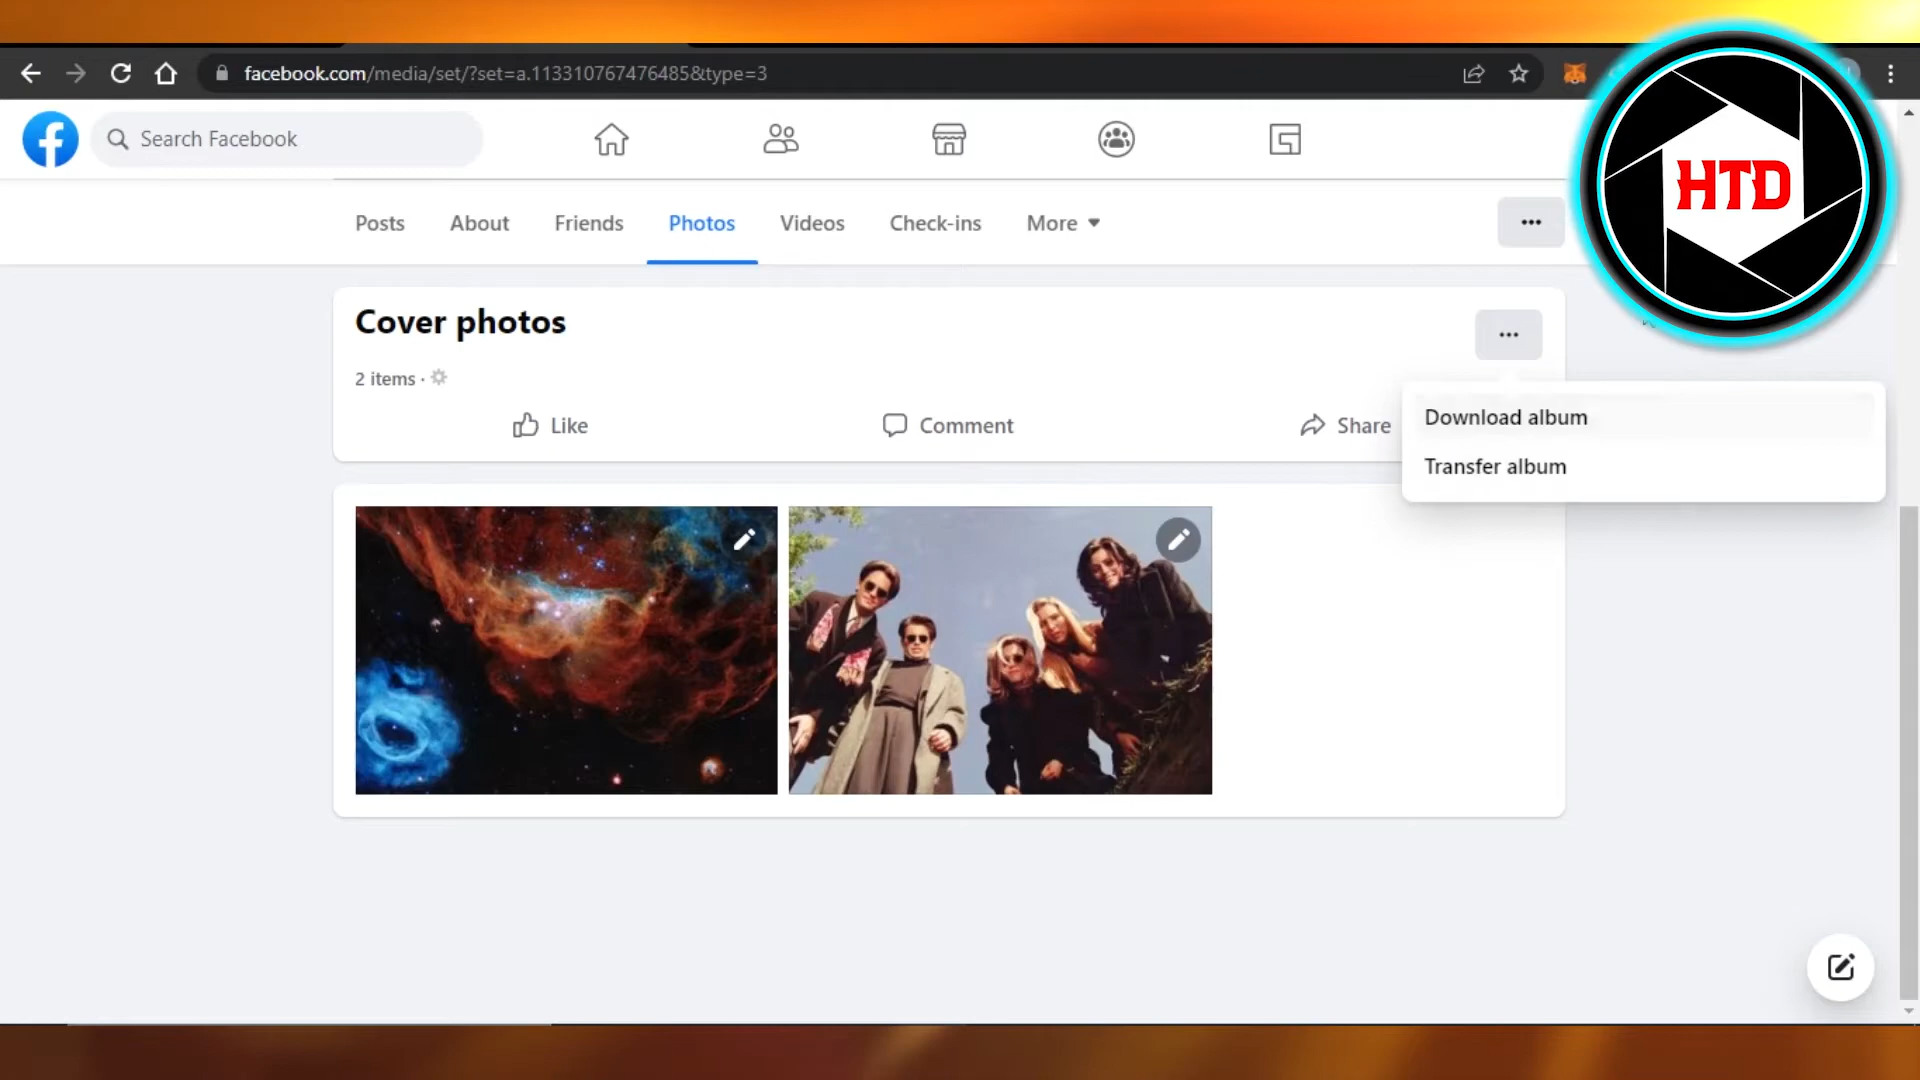 facebook.com/media/set/?set=a.113310767476485&type=3
HTD
Search Facebook
Posts
About
Friends
Photos
Videos
Check-ins
More
Cover photos
2 items ·
Like
Comment
Share
Download album
Transfer album